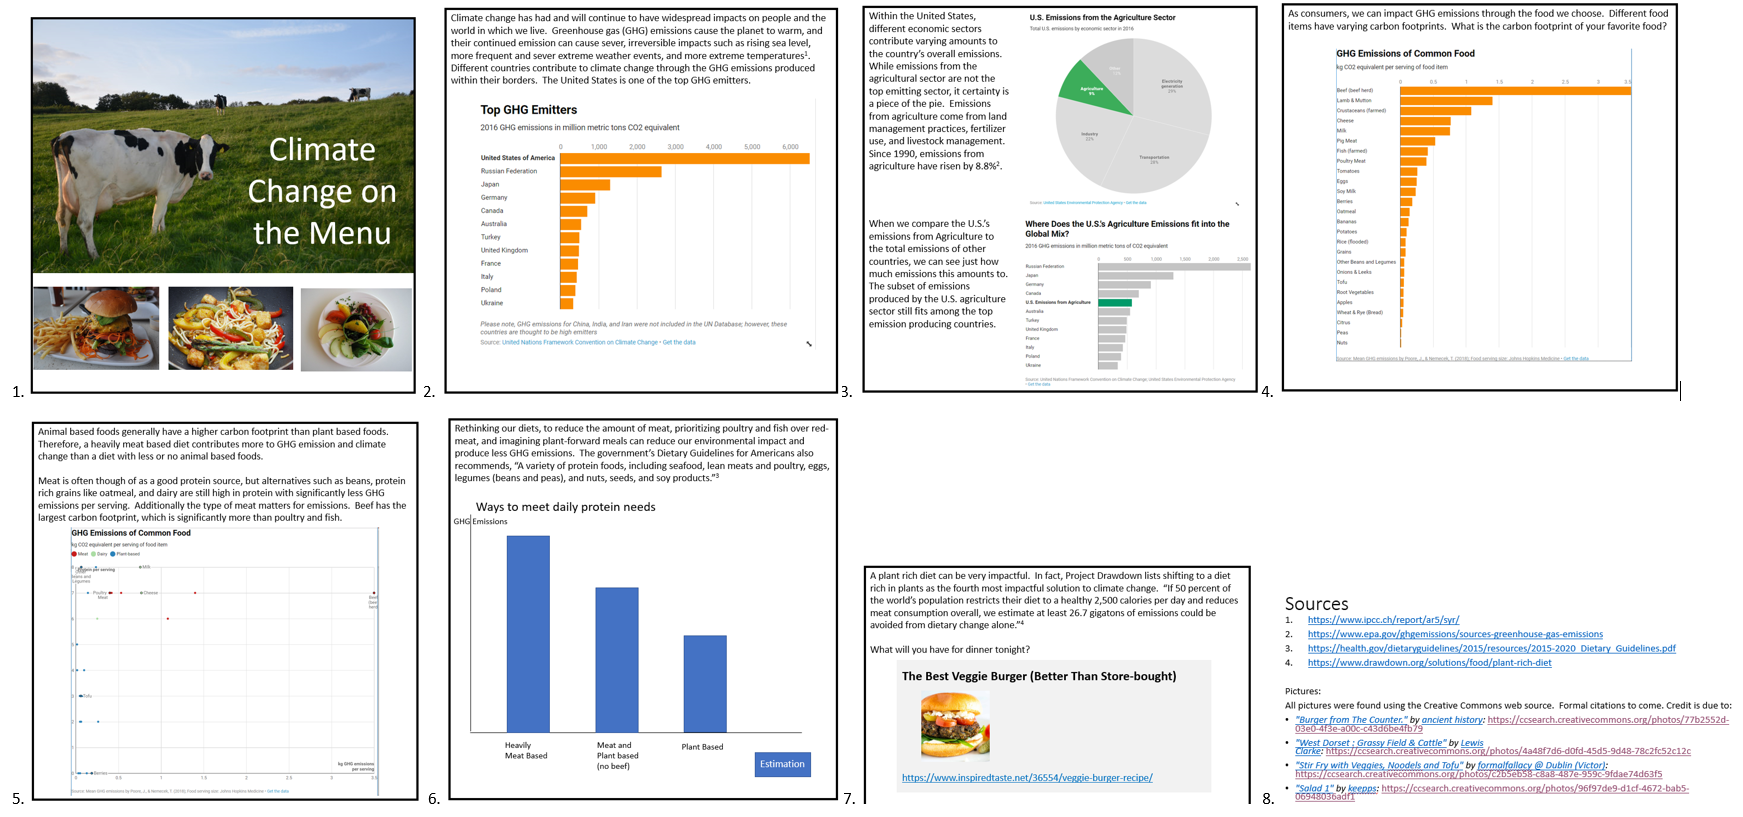 Climate
Change on
the Menu
1.
Climate change has had and will continue to have widespread impacts on people and the
world in which we live.  Greenhouse gas (GHG) emissions cause the planet to warm, and
their continued emission can cause sever, irreversible impacts such as rising sea level,
more frequent and sever extreme weather events, and more extreme temperatures¹.
Different countries contribute to climate change through the GHG emissions produced
within their borders.  The United States is one of the top GHG emitters.
Top GHG Emitters
2016 GHG emissions in million metric tons CO2 equivalent
0 1,000 2,000 3,000 4,000 5,000 6,000
United States of America
Russian Federation
Japan
Germany
Canada
Australia
Turkey
United Kingdom
France
Italy
Poland
Ukraine
Please note, GHG emissions for China, India, and Iran were not included in the UN Database; however, these
countries are thought to be high emitters
Source: United Nations Framework Convention on Climate Change • Get the data
2.
Within the United States,
different economic sectors
contribute varying amounts to
the country's overall emissions.
While emissions from the
agricultural sector are not the
top emitting sector, it certainty is
a piece of the pie.  Emissions
from agriculture come from land
management practices, fertilizer
use, and livestock management.
Since 1990, emissions from
agriculture have risen by 8.8%².
U.S. Emissions from the Agriculture Sector
Total U.S. emissions by economic sector in 2016
Agriculture
9%
Electricity
generation
Industry
22%
Transportation
28%
Source: United States Environmental Protection Agency • Get the data
When we compare the U.S.'s
emissions from Agriculture to
the total emissions of other
countries, we can see just how
much emissions this amounts to.
The subset of emissions
produced by the U.S. agriculture
sector still fits among the top
emission producing countries.
Where Does the U.S.'s Agriculture Emissions fit into the
Global Mix?
2016 GHG emissions in million metric tons of CO2 equivalent
0 500 1,000 1,500 2,000 2,500
Russian Federation
Japan
Germany
Canada
U.S. Emissions from Agriculture
Australia
Turkey
United Kingdom
France
Italy
Poland
Ukraine
Source: United Nations Framework Convention on Climate Change; United States Environmental Protection Agency
• Get the data
3.
As consumers, we can impact GHG emissions through the food we choose.  Different food
items have varying carbon footprints.  What is the carbon footprint of your favorite food?
GHG Emissions of Common Food
kg CO2 equivalent per serving of food item
0 0.5 1 1.5 2 2.5 3 3.5
Beef (beef herd)
Lamb & Mutton
Crustaceans (farmed)
Cheese
Milk
Pig Meat
Fish (farmed)
Poultry Meat
Tomatoes
Eggs
Soy Milk
Berries
Oatmeal
Bananas
Potatoes
Rice (flooded)
Grains
Other Beans and Legumes
Onions & Leeks
Tofu
Root Vegetables
Apples
Wheat & Rye (Bread)
Citrus
Peas
Nuts
Source: Mean GHG emissions by Poore, J., & Nemecek, T. (2018); Food serving size: Johns Hopkins Medicine • Get the data
4.
Animal based foods generally have a higher carbon footprint than plant based foods.
Therefore, a heavily meat based diet contributes more to GHG emission and climate
change than a diet with less or no animal based foods.
Meat is often though of as a good protein source, but alternatives such as beans, protein
rich grains like oatmeal, and dairy are still high in protein with significantly less GHG
emissions per serving.  Additionally the type of meat matters for emissions.  Beef has the
largest carbon footprint, which is significantly more than poultry and fish.
GHG Emissions of Common Food
kg CO2 equivalent per serving of food item
Meat Dairy Plant-based
Protein per serving
Milk
beans and
Legumes
Poultry
Meat
Cheese
Beef
(beef
herd)
Tofu
Berries
kg GHG emissions
per serving
0 0.5 1 1.5 2 2.5 3 3.5
Source: Mean GHG emissions by Poore, J., & Nemecek, T. (2018); Food serving size: Johns Hopkins Medicine • Get the data
5.
Rethinking our diets, to reduce the amount of meat, prioritizing poultry and fish over red-
meat, and imagining plant-forward meals can reduce our environmental impact and
produce less GHG emissions.  The government's Dietary Guidelines for Americans also
recommends, "A variety of protein foods, including seafood, lean meats and poultry, eggs,
legumes (beans and peas), and nuts, seeds, and soy products."³
Ways to meet daily protein needs
GHG Emissions
Heavily
Meat Based
Meat and
Plant based
(no beef)
Plant Based
Estimation
6.
A plant rich diet can be very impactful.  In fact, Project Drawdown lists shifting to a diet
rich in plants as the fourth most impactful solution to climate change.  "If 50 percent of
the world's population restricts their diet to a healthy 2,500 calories per day and reduces
meat consumption overall, we estimate at least 26.7 gigatons of emissions could be
avoided from dietary change alone."⁴
What will you have for dinner tonight?
The Best Veggie Burger (Better Than Store-bought)
https://www.inspiredtaste.net/36554/veggie-burger-recipe/
7.
Sources
1. https://www.ipcc.ch/report/ar5/syr/
2. https://www.epa.gov/ghgemissions/sources-greenhouse-gas-emissions
3. https://health.gov/dietaryguidelines/2015/resources/2015-2020_Dietary_Guidelines.pdf
4. https://www.drawdown.org/solutions/food/plant-rich-diet
Pictures:
All pictures were found using the Creative Commons web source.  Formal citations to come. Credit is due to:
• "Burger from The Counter." by ancient history: https://ccsearch.creativecommons.org/photos/77b2552d-
03e0-4f3e-a00c-c43d6be4fb79
• "West Dorset : Grassy Field & Cattle" by Lewis
Clarke: https://ccsearch.creativecommons.org/photos/4a48f7d6-d0fd-45d5-9d48-78c2fc52c12c
• "Stir Fry with Veggies, Noodels and Tofu" by formalfallacy @ Dublin (Victor):
https://ccsearch.creativecommons.org/photos/c2b5eb58-c8a8-487e-959c-9fdae74d63f5
• "Salad 1" by keepps: https://ccsearch.creativecommons.org/photos/96f97de9-d1cf-4672-bab5-
06948036adf1
8.